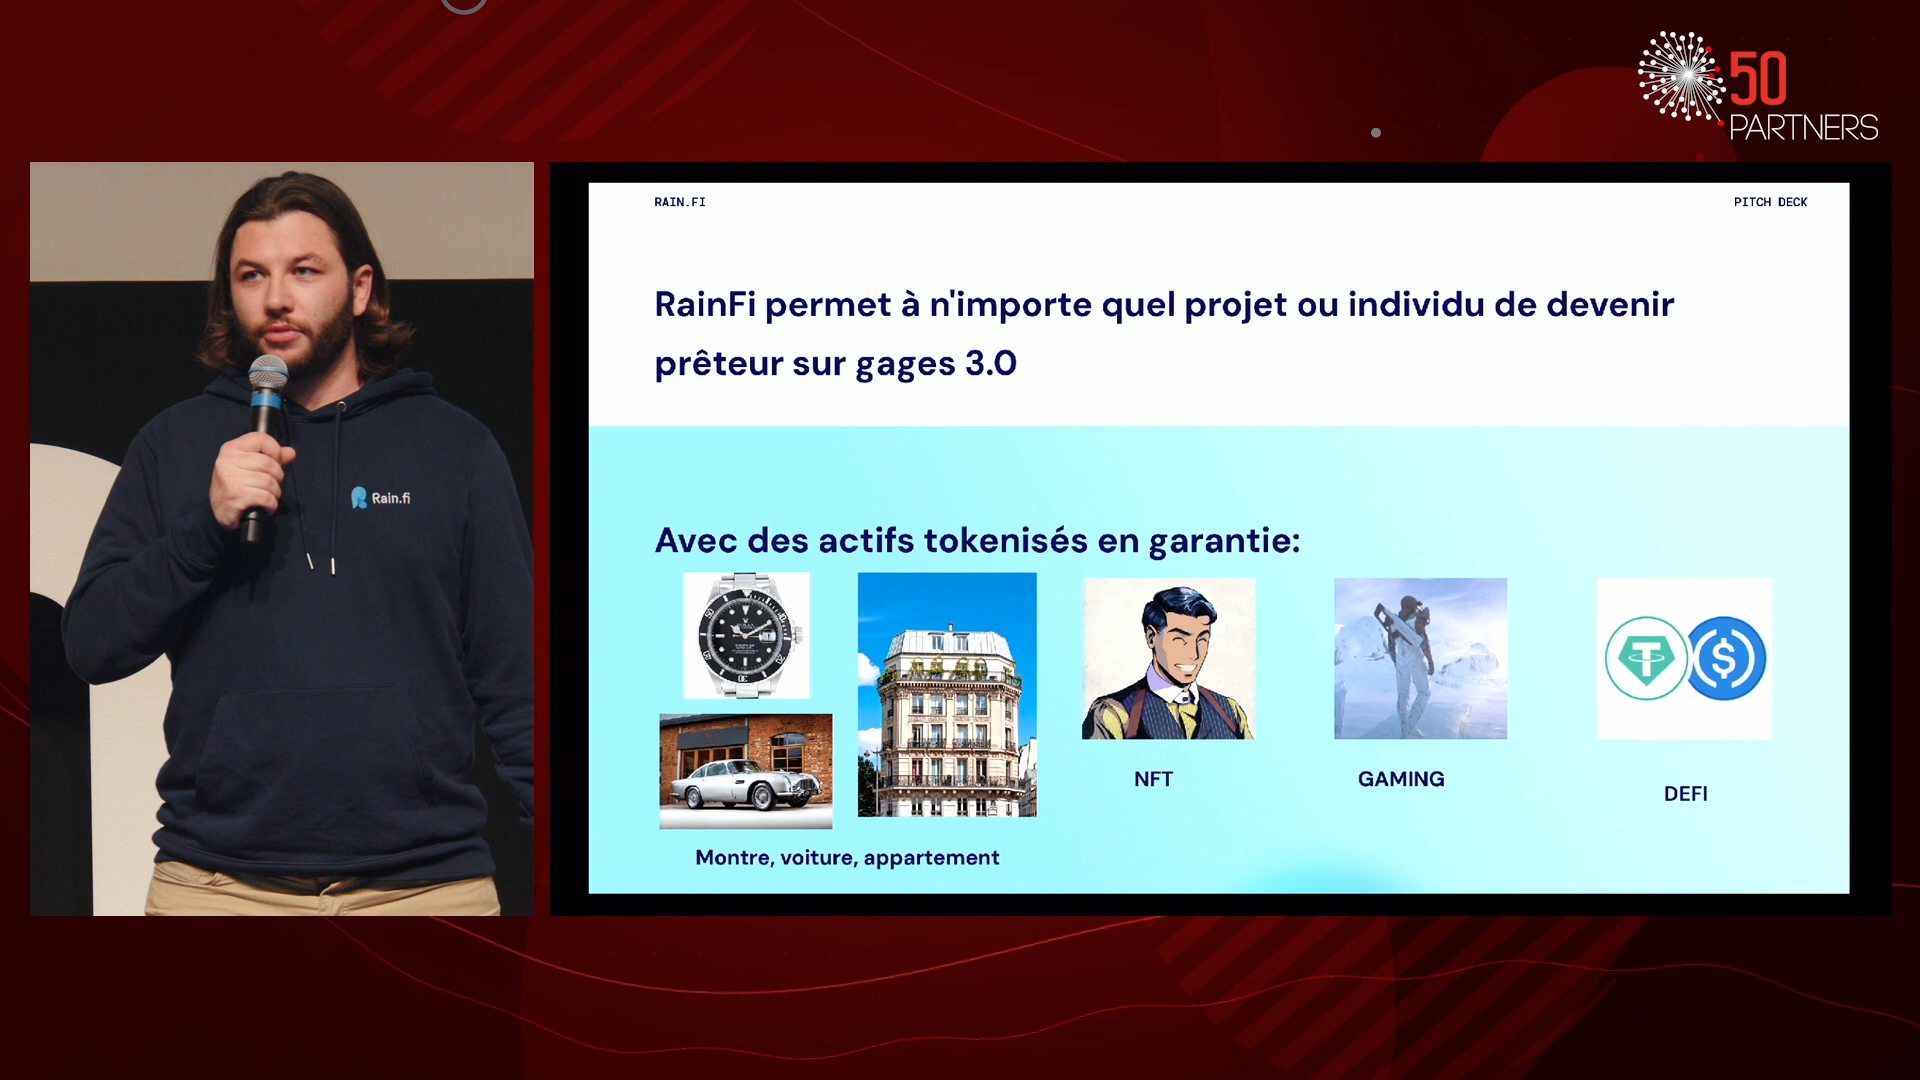 50
PARTNERS
RAIN.FI
PITCH DECK
RainFi permet à n'importe quel projet ou individu de devenir
prêteur sur gages 3.0
Rain.fi
Avec des actifs tokenisés en garantie:
NFT
GAMING
DEFI
Montre, voiture, appartement